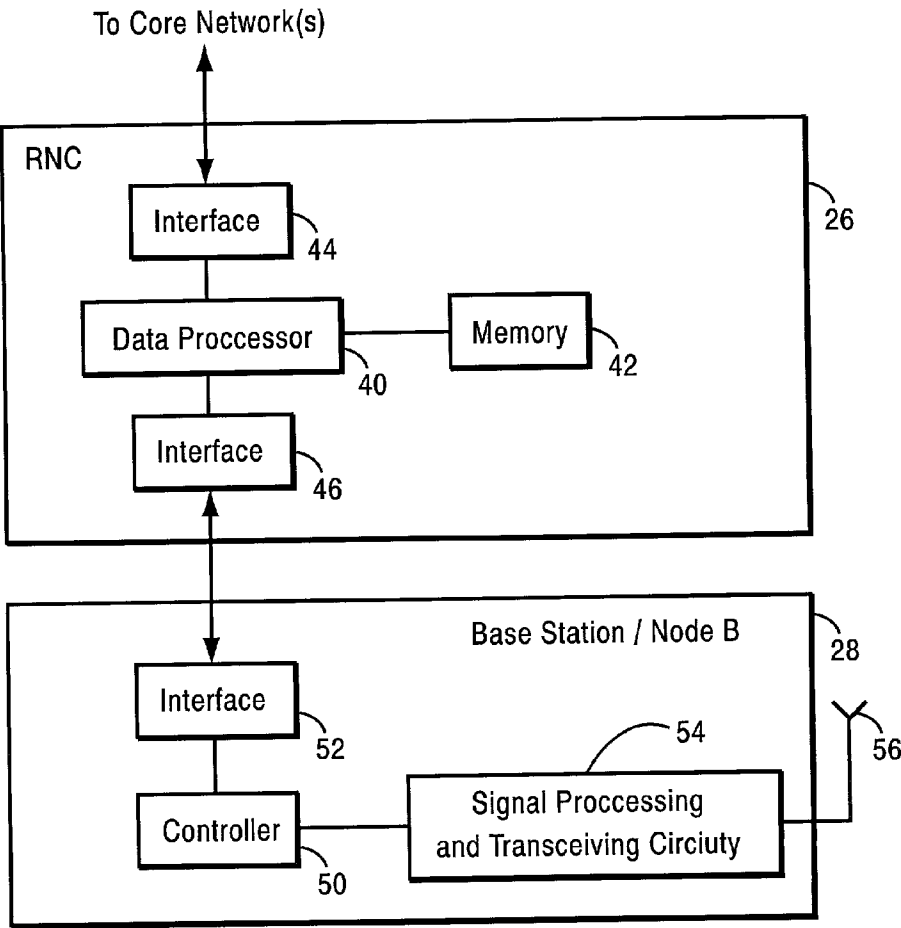 To Core Network(s)
RNC
26
Interface
44
Data Proccessor
40
Memory
42
Interface
46
Base Station / Node B
28
Interface
52
54
56
Signal Proccessing
and Transceiving Circiuty
Controller
50